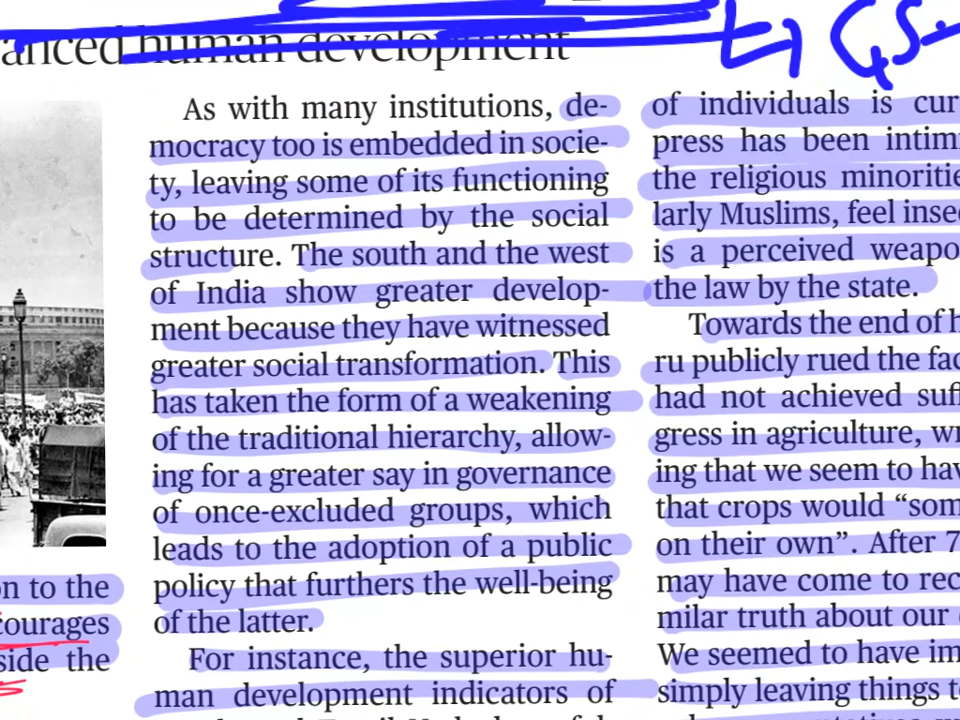 anced human development
As with many institutions, de-
mocracy too is embedded in socie-
ty, leaving some of its functioning
to be determined by the social
structure. The south and the west
of India show greater develop-
ment because they have witnessed
greater social transformation. This
has taken the form of a weakening
of the traditional hierarchy, allow-
ing for a greater say in governance
of once-excluded groups, which
leads to the adoption of a public
policy that furthers the well-being
of the latter.
For instance, the superior hu-
man development indicators of
of individuals is cur
press has been intim
the religious minoritie
larly Muslims, feel inse
is a perceived weapo
the law by the state.
Towards the end of h
ru publicly rued the fac
had not achieved suff
gress in agriculture, wr
ing that we seem to hav
that crops would “som
on their own”. After 7
may have come to rec
milar truth about our
We seemed to have im
simply leaving things t
on to the
courages
side the